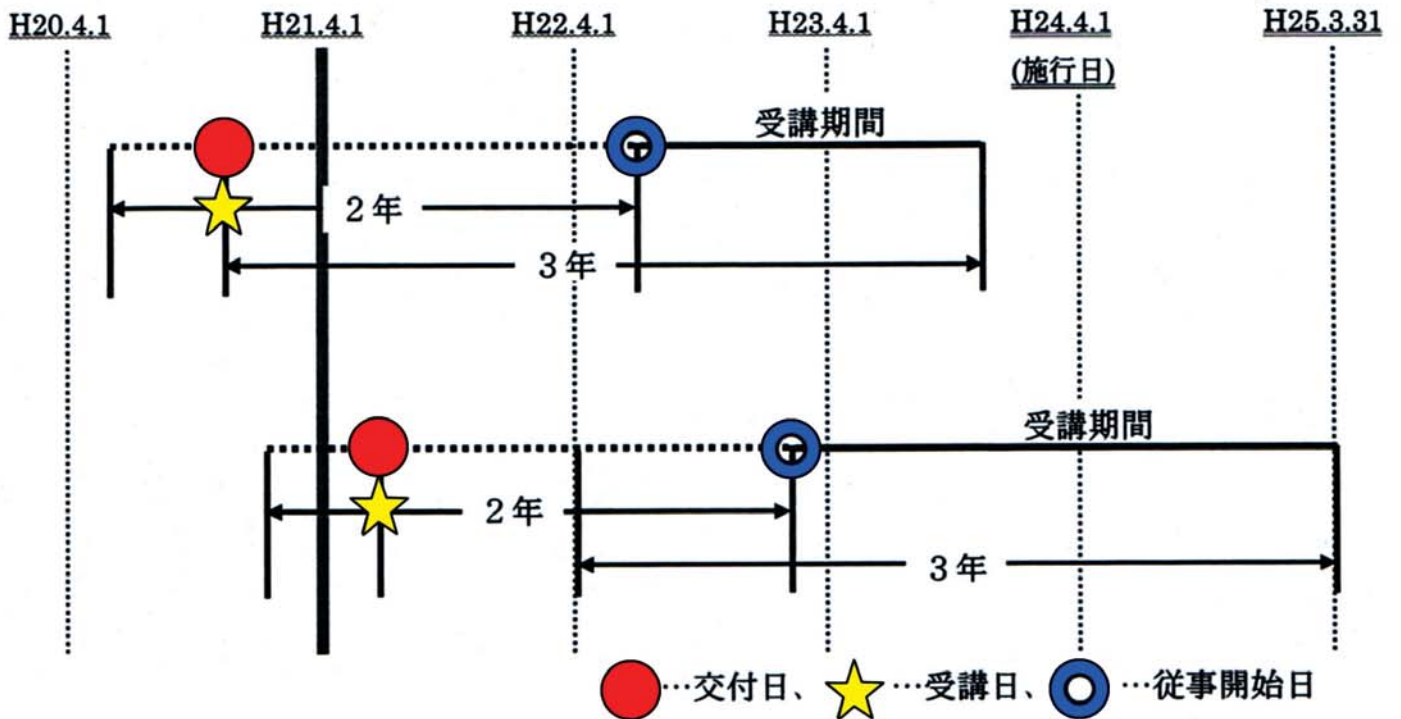 H20.4.1 H21.4.1 H22.4.1 H23.4.1 H24.4.1 H25.3.31
(施行日)
受講期間
2年
3年
受講期間
2年
3年
…交付日、 …受講日、 …従事開始日